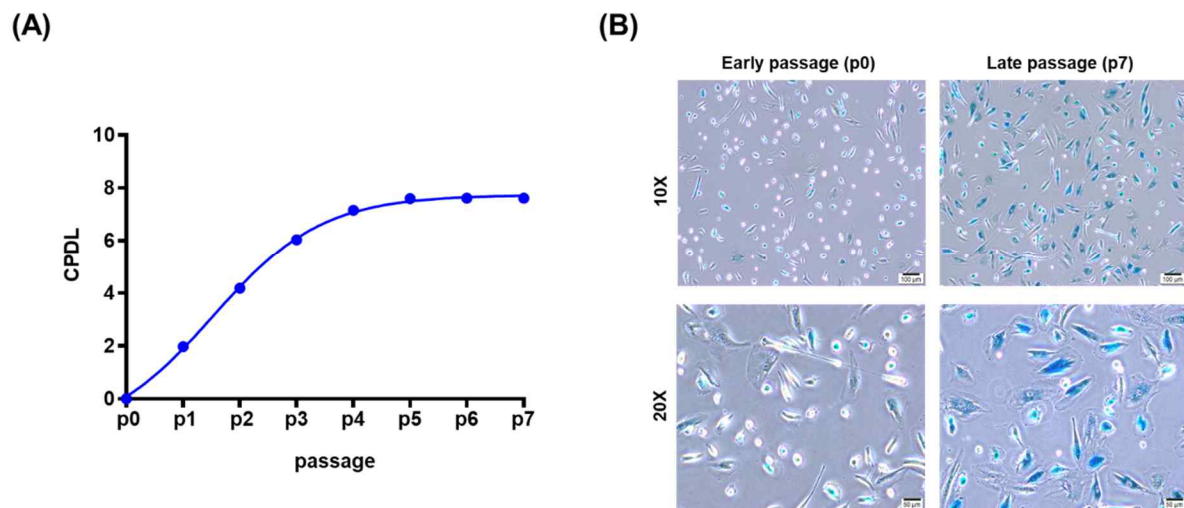 (A)
10
8
6
4
2
0
CPDL
p0 p1 p2 p3 p4 p5 p6 p7
passage
(B)
Early passage (p0) Late passage (p7)
10X
100 µm 100 µm
20X
50 µm 50 µm